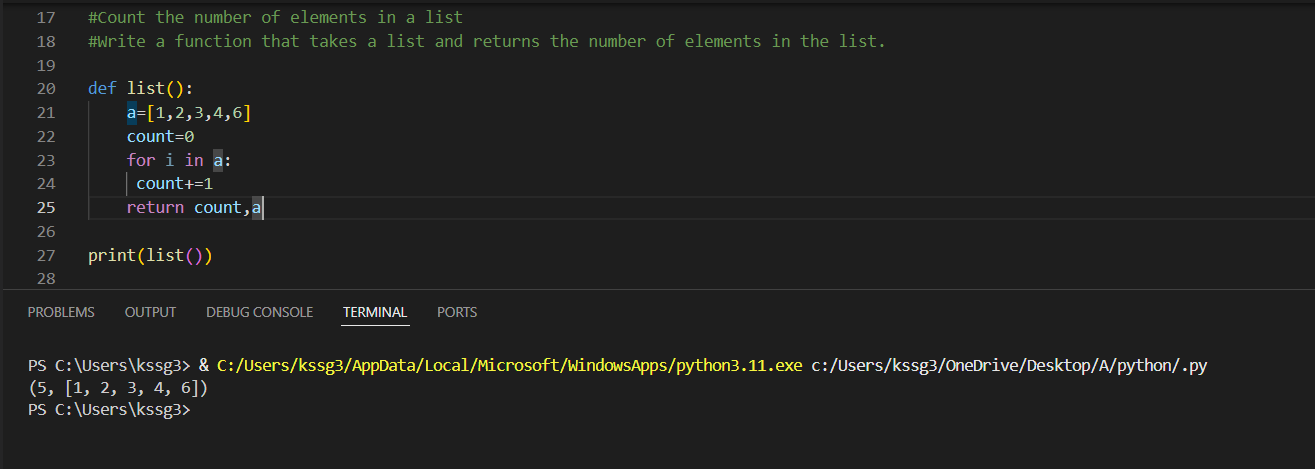 17 #Count the number of elements in a list
18 #Write a function that takes a list and returns the number of elements in the list.
19
20 def list():
21     a=[1,2,3,4,6]
22     count=0
23     for i in a:
24      count+=1
25     return count,a
26
27 print(list())
28
PROBLEMS OUTPUT DEBUG CONSOLE TERMINAL PORTS
PS C:\Users\kssg3> & C:/Users/kssg3/AppData/Local/Microsoft/WindowsApps/python3.11.exe c:/Users/kssg3/OneDrive/Desktop/A/python/.py
(5, [1, 2, 3, 4, 6])
PS C:\Users\kssg3>